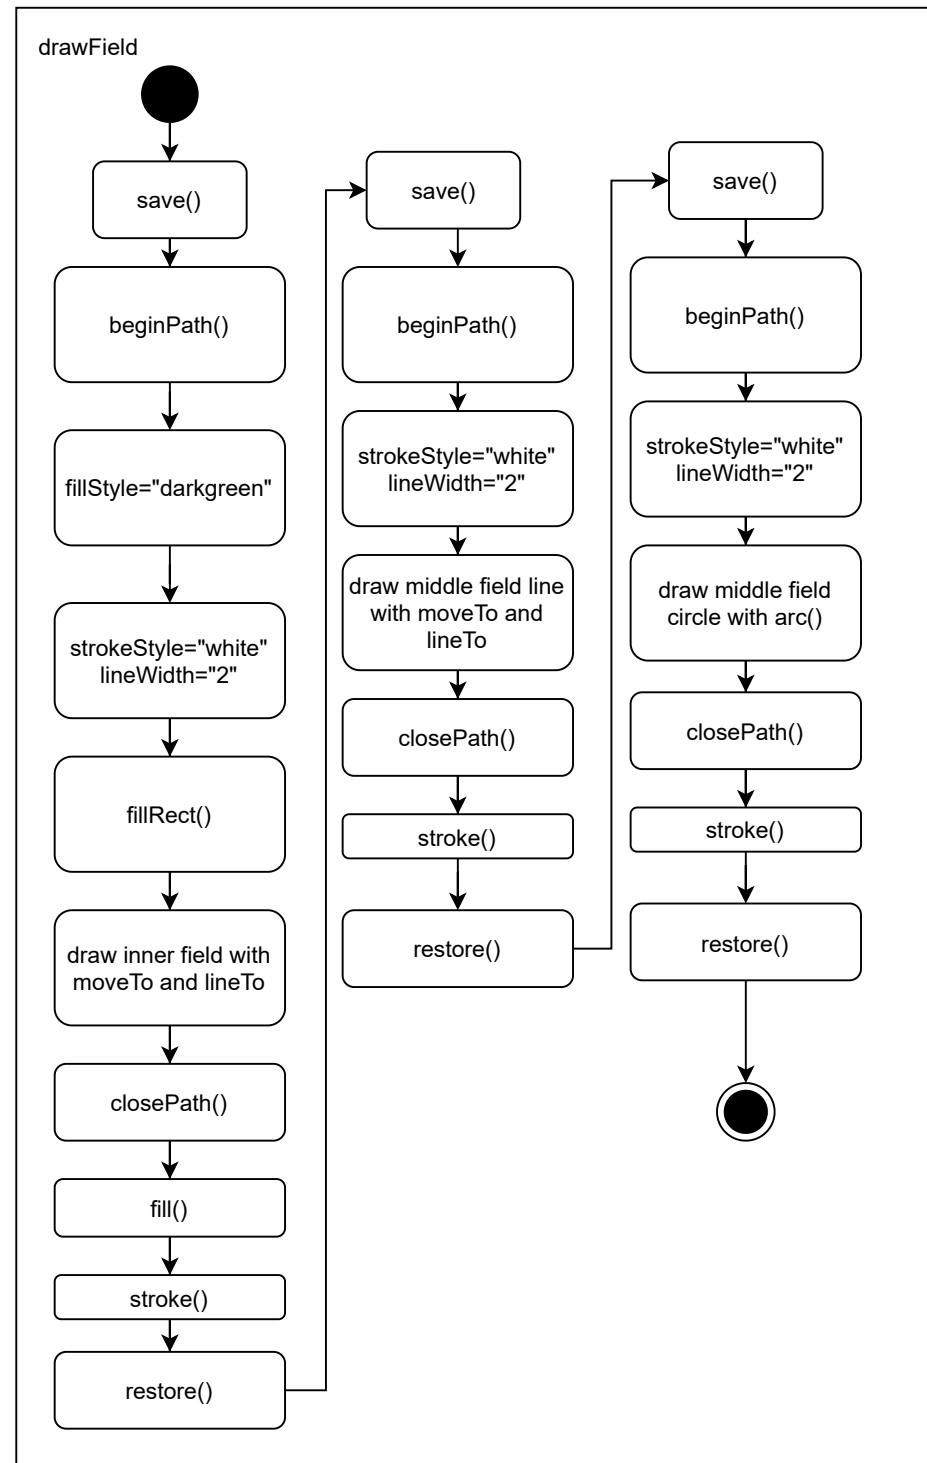 drawField
save()
beginPath()
fillStyle="darkgreen"
strokeStyle="white"
lineWidth="2"
fillRect()
draw inner field with
moveTo and lineTo
closePath()
fill()
stroke()
restore()
save()
beginPath()
strokeStyle="white"
lineWidth="2"
draw middle field line
with moveTo and
lineTo
closePath()
stroke()
restore()
save()
beginPath()
strokeStyle="white"
lineWidth="2"
draw middle field
circle with arc()
closePath()
stroke()
restore()